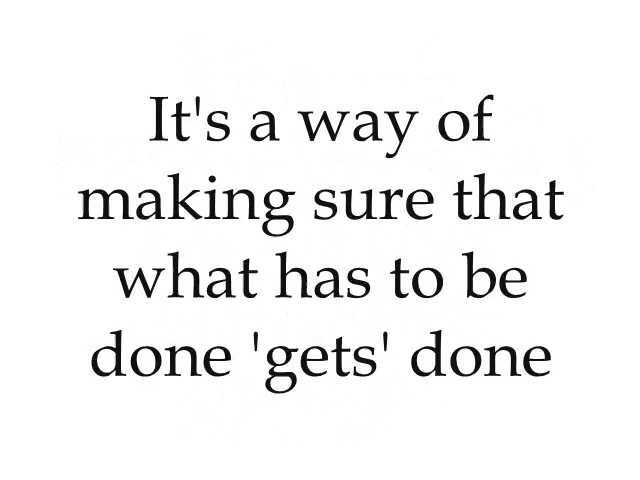 It's a way of
making sure that
what has to be
done 'gets' done